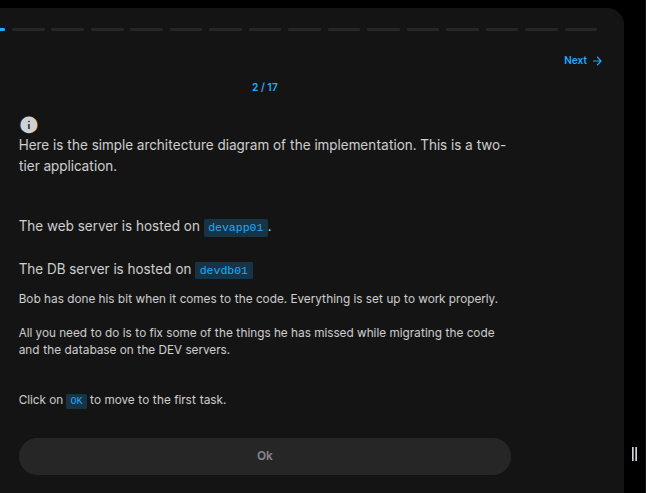 Next →
2 / 17
Here is the simple architecture diagram of the implementation. This is a two-
tier application.
The web server is hosted on devapp01.
The DB server is hosted on devdb01
Bob has done his bit when it comes to the code. Everything is set up to work properly.
All you need to do is to fix some of the things he has missed while migrating the code
and the database on the DEV servers.
Click on OK to move to the first task.
Ok